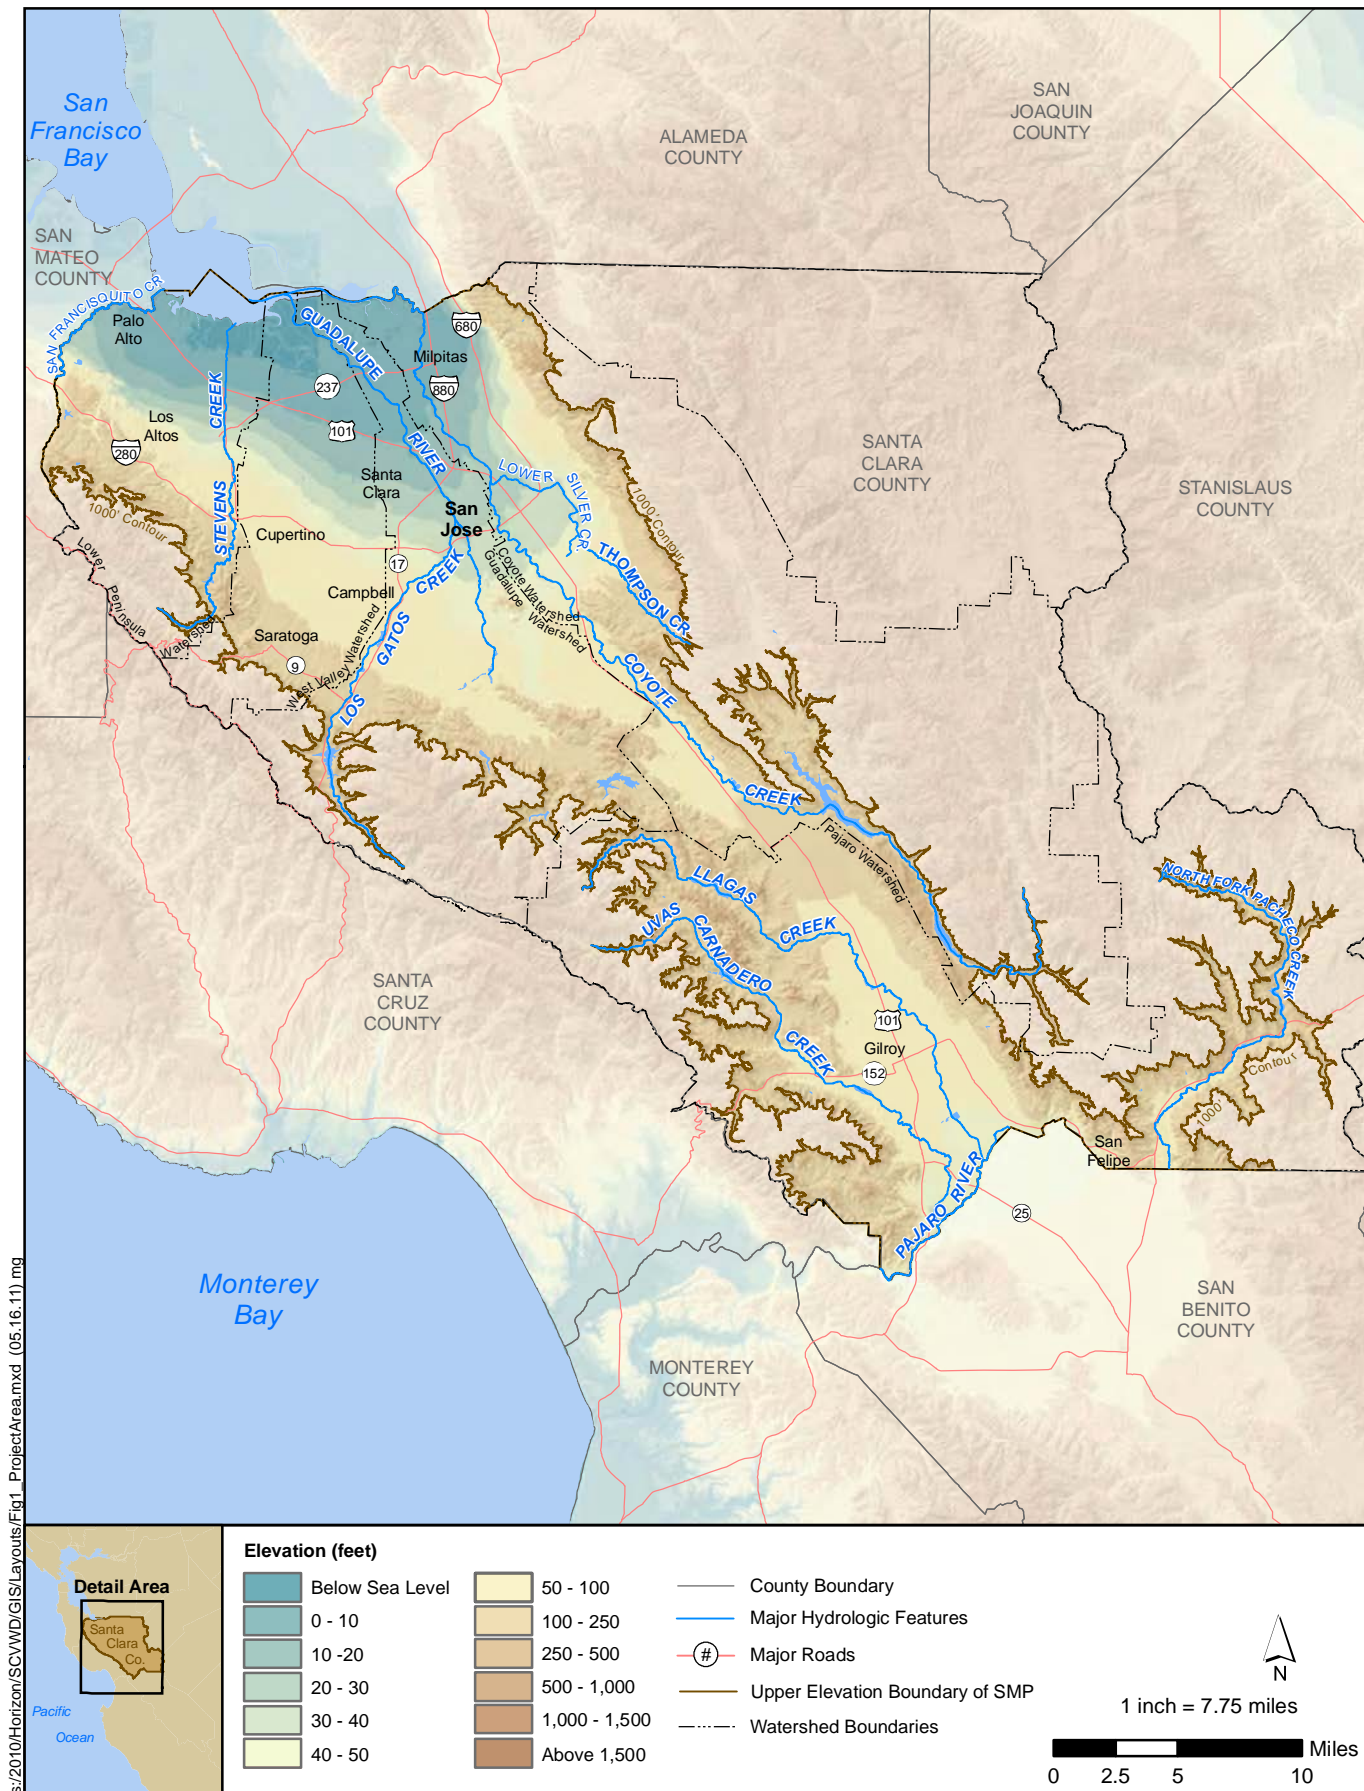 San
Francisco
Bay
SAN
JOAQUIN
COUNTY
ALAMEDA
COUNTY
SAN
MATEO
COUNTY
SAN FRANCISQUITO CR.
Palo
Alto
GUADALUPE
RIVER
680
Milpitas
880
237
101
STEVENS
CREEK
Los
Altos
280
Santa
Clara
LOWER
SILVER CR.
San
Jose
1000' Contour
SANTA
CLARA
COUNTY
STANISLAUS
COUNTY
1000' Contour
Cupertino
17
THOMPSON CR.
Coyote Watershed
Guadalupe
Watershed
Lower
Peninsula
Watershed
Campbell
Saratoga
9
West Valley Watershed
LOS
GATOS
CREEK
COYOTE
CREEK
Pajaro Watershed
LLAGAS
CREEK
UVAS
CARNADERO
CREEK
NORTH FORK PACHECO CREEK
SANTA
CRUZ
COUNTY
101
Gilroy
152
1000'
Contour
San
Felipe
PAJARO
RIVER
25
Monterey
Bay
SAN
BENITO
COUNTY
MONTEREY
COUNTY
s:/2010/Horizon/SCVWD/GIS/Layouts/Fig1_ProjectArea.mxd (05.16.11) mg
Detail Area
Santa
Clara
Co.
Pacific
Ocean
Elevation (feet)
Below Sea Level
0 - 10
10 -20
20 - 30
30 - 40
40 - 50
50 - 100
100 - 250
250 - 500
500 - 1,000
1,000 - 1,500
Above 1,500
County Boundary
Major Hydrologic Features
# Major Roads
Upper Elevation Boundary of SMP
Watershed Boundaries
N
1 inch = 7.75 miles
Miles
0 2.5 5 10